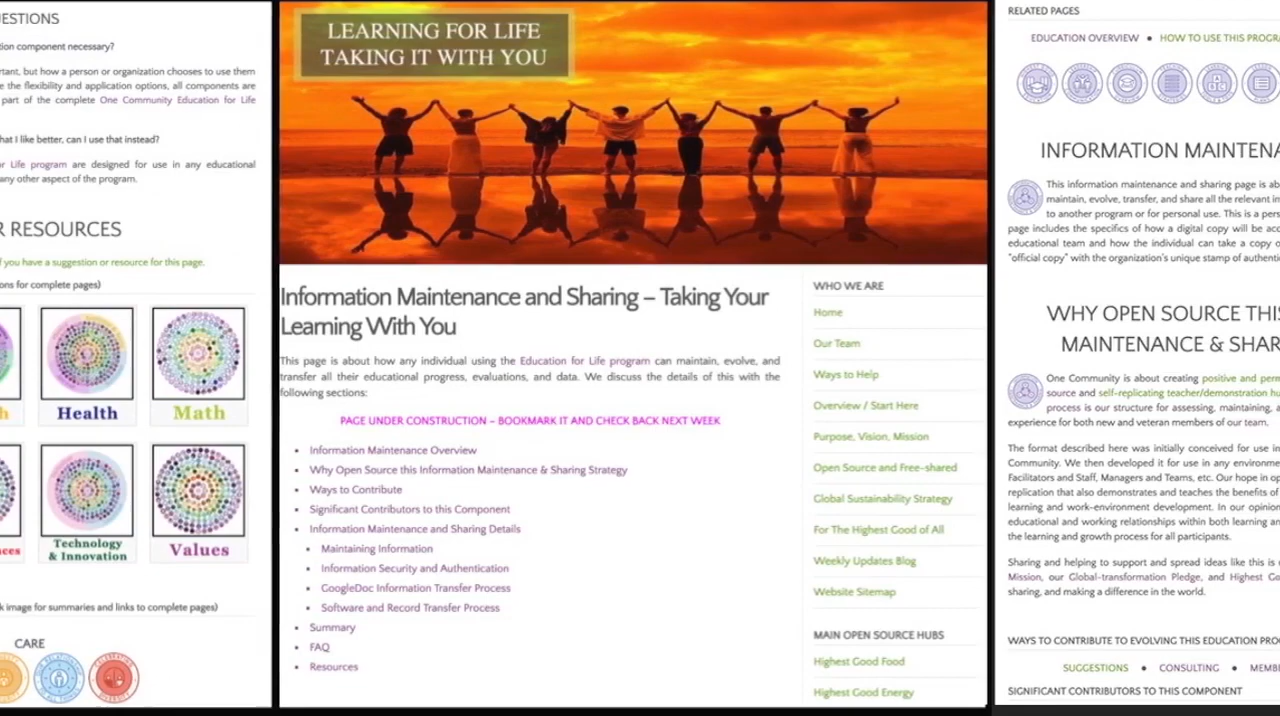 ESTIONS
tion component necessary?
rtant, but how a person or organization chooses to use them
e the flexibility and application options, all components are
part of the complete One Community Education for Life
hat I like better, can I use that instead?
or Life program are designed for use in any educational
any other aspect of the program.
R RESOURCES
if you have a suggestion or resource for this page.
ons for complete pages)
h
Health
Math
nces
Technology
& Innovation
Values
k image for summaries and links to complete pages)
CARE
LEARNING FOR LIFE
TAKING IT WITH YOU
Information Maintenance and Sharing – Taking Your
Learning With You
This page is about how any individual using the Education for Life program can maintain, evolve, and
transfer all their educational progress, evaluations, and data. We discuss the details of this with the
following sections:
PAGE UNDER CONSTRUCTION – BOOKMARK IT AND CHECK BACK NEXT WEEK
Information Maintenance Overview
Why Open Source this Information Maintenance & Sharing Strategy
Ways to Contribute
Significant Contributors to this Component
Information Maintenance and Sharing Details
Maintaining Information
Information Security and Authentication
GoogleDoc Information Transfer Process
Software and Record Transfer Process
Summary
FAQ
Resources
WHO WE ARE
Home
Our Team
Ways to Help
Overview / Start Here
Purpose, Vision, Mission
Open Source and Free-shared
Global Sustainability Strategy
For The Highest Good of All
Weekly Updates Blog
Website Sitemap
MAIN OPEN SOURCE HUBS
Highest Good Food
Highest Good Energy
RELATED PAGES
EDUCATION OVERVIEW ● HOW TO USE THIS PROGRA
INFORMATION MAINTENA
This information maintenance and sharing page is ab
maintain, evolve, transfer, and share all the relevant in
to another program or for personal use. This is a pers
page includes the specifics of how a digital copy will be acc
educational team and how the individual can take a copy o
"official copy" with the organization's unique stamp of authenti
WHY OPEN SOURCE THIS
MAINTENANCE & SHAR
One Community is about creating positive and perm
source and self-replicating teacher/demonstration hu
process is our structure for assessing, maintaining, a
experience for both new and veteran members of our team.
The format described here was initially conceived for use in
Community. We then developed it for use in any environme
Facilitators and Staff, Managers and Teams, etc. Our hope in op
replication that also demonstrates and teaches the benefits of
learning and work-environment development. In our opinion
educational and working relationships within both learning an
the learning and growth process for all participants.
Sharing and helping to support and spread ideas like this is
Mission, our Global-transformation Pledge, and Highest Go
sharing, and making a difference in the world.
WAYS TO CONTRIBUTE TO EVOLVING THIS EDUCATION PROG
SUGGESTIONS ● CONSULTING ● MEMBE
SIGNIFICANT CONTRIBUTORS TO THIS COMPONENT